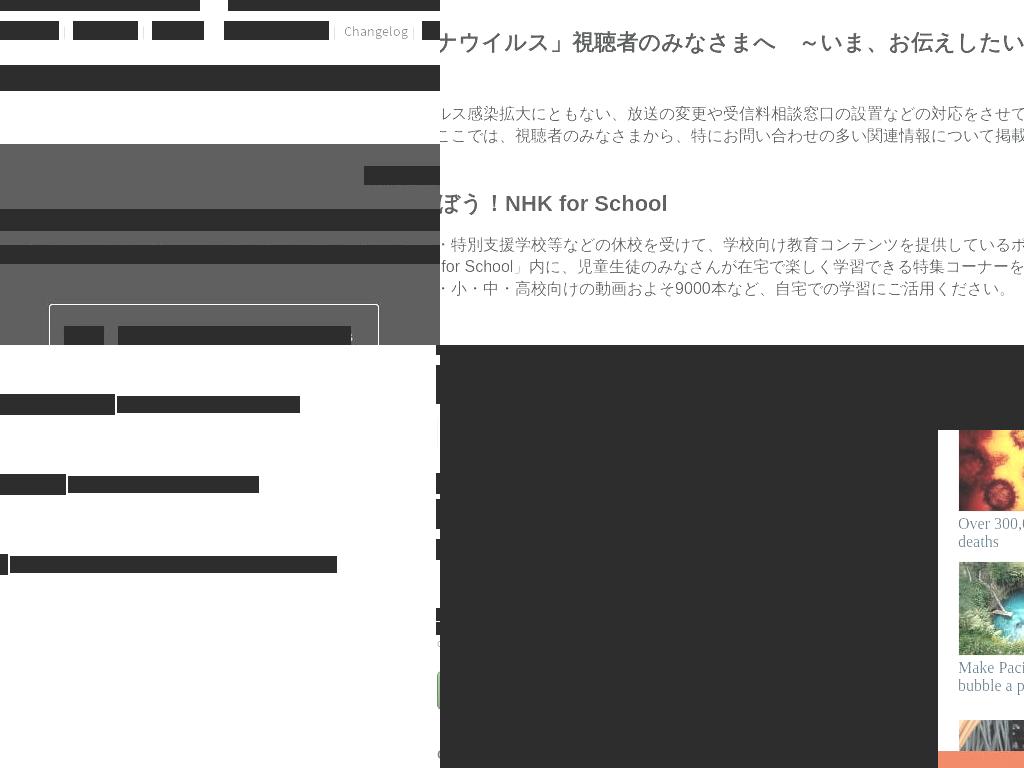 Changelog
ナウイルス」視聴者のみなさまへ　～いま、お伝えしたい
ルス感染拡大にともない、放送の変更や受信料相談窓口の設置などの対応をさせて
ここでは、視聴者のみなさまから、特にお問い合わせの多い関連情報について掲載
ぼう！NHK for School
・特別支援学校等などの休校を受けて、学校向け教育コンテンツを提供しているポ
for School」内に、児童生徒のみなさんが在宅で楽しく学習できる特集コーナーを
・小・中・高校向けの動画およそ9000本など、自宅での学習にご活用ください。
Over 300,
deaths
Make Paci
bubble a p